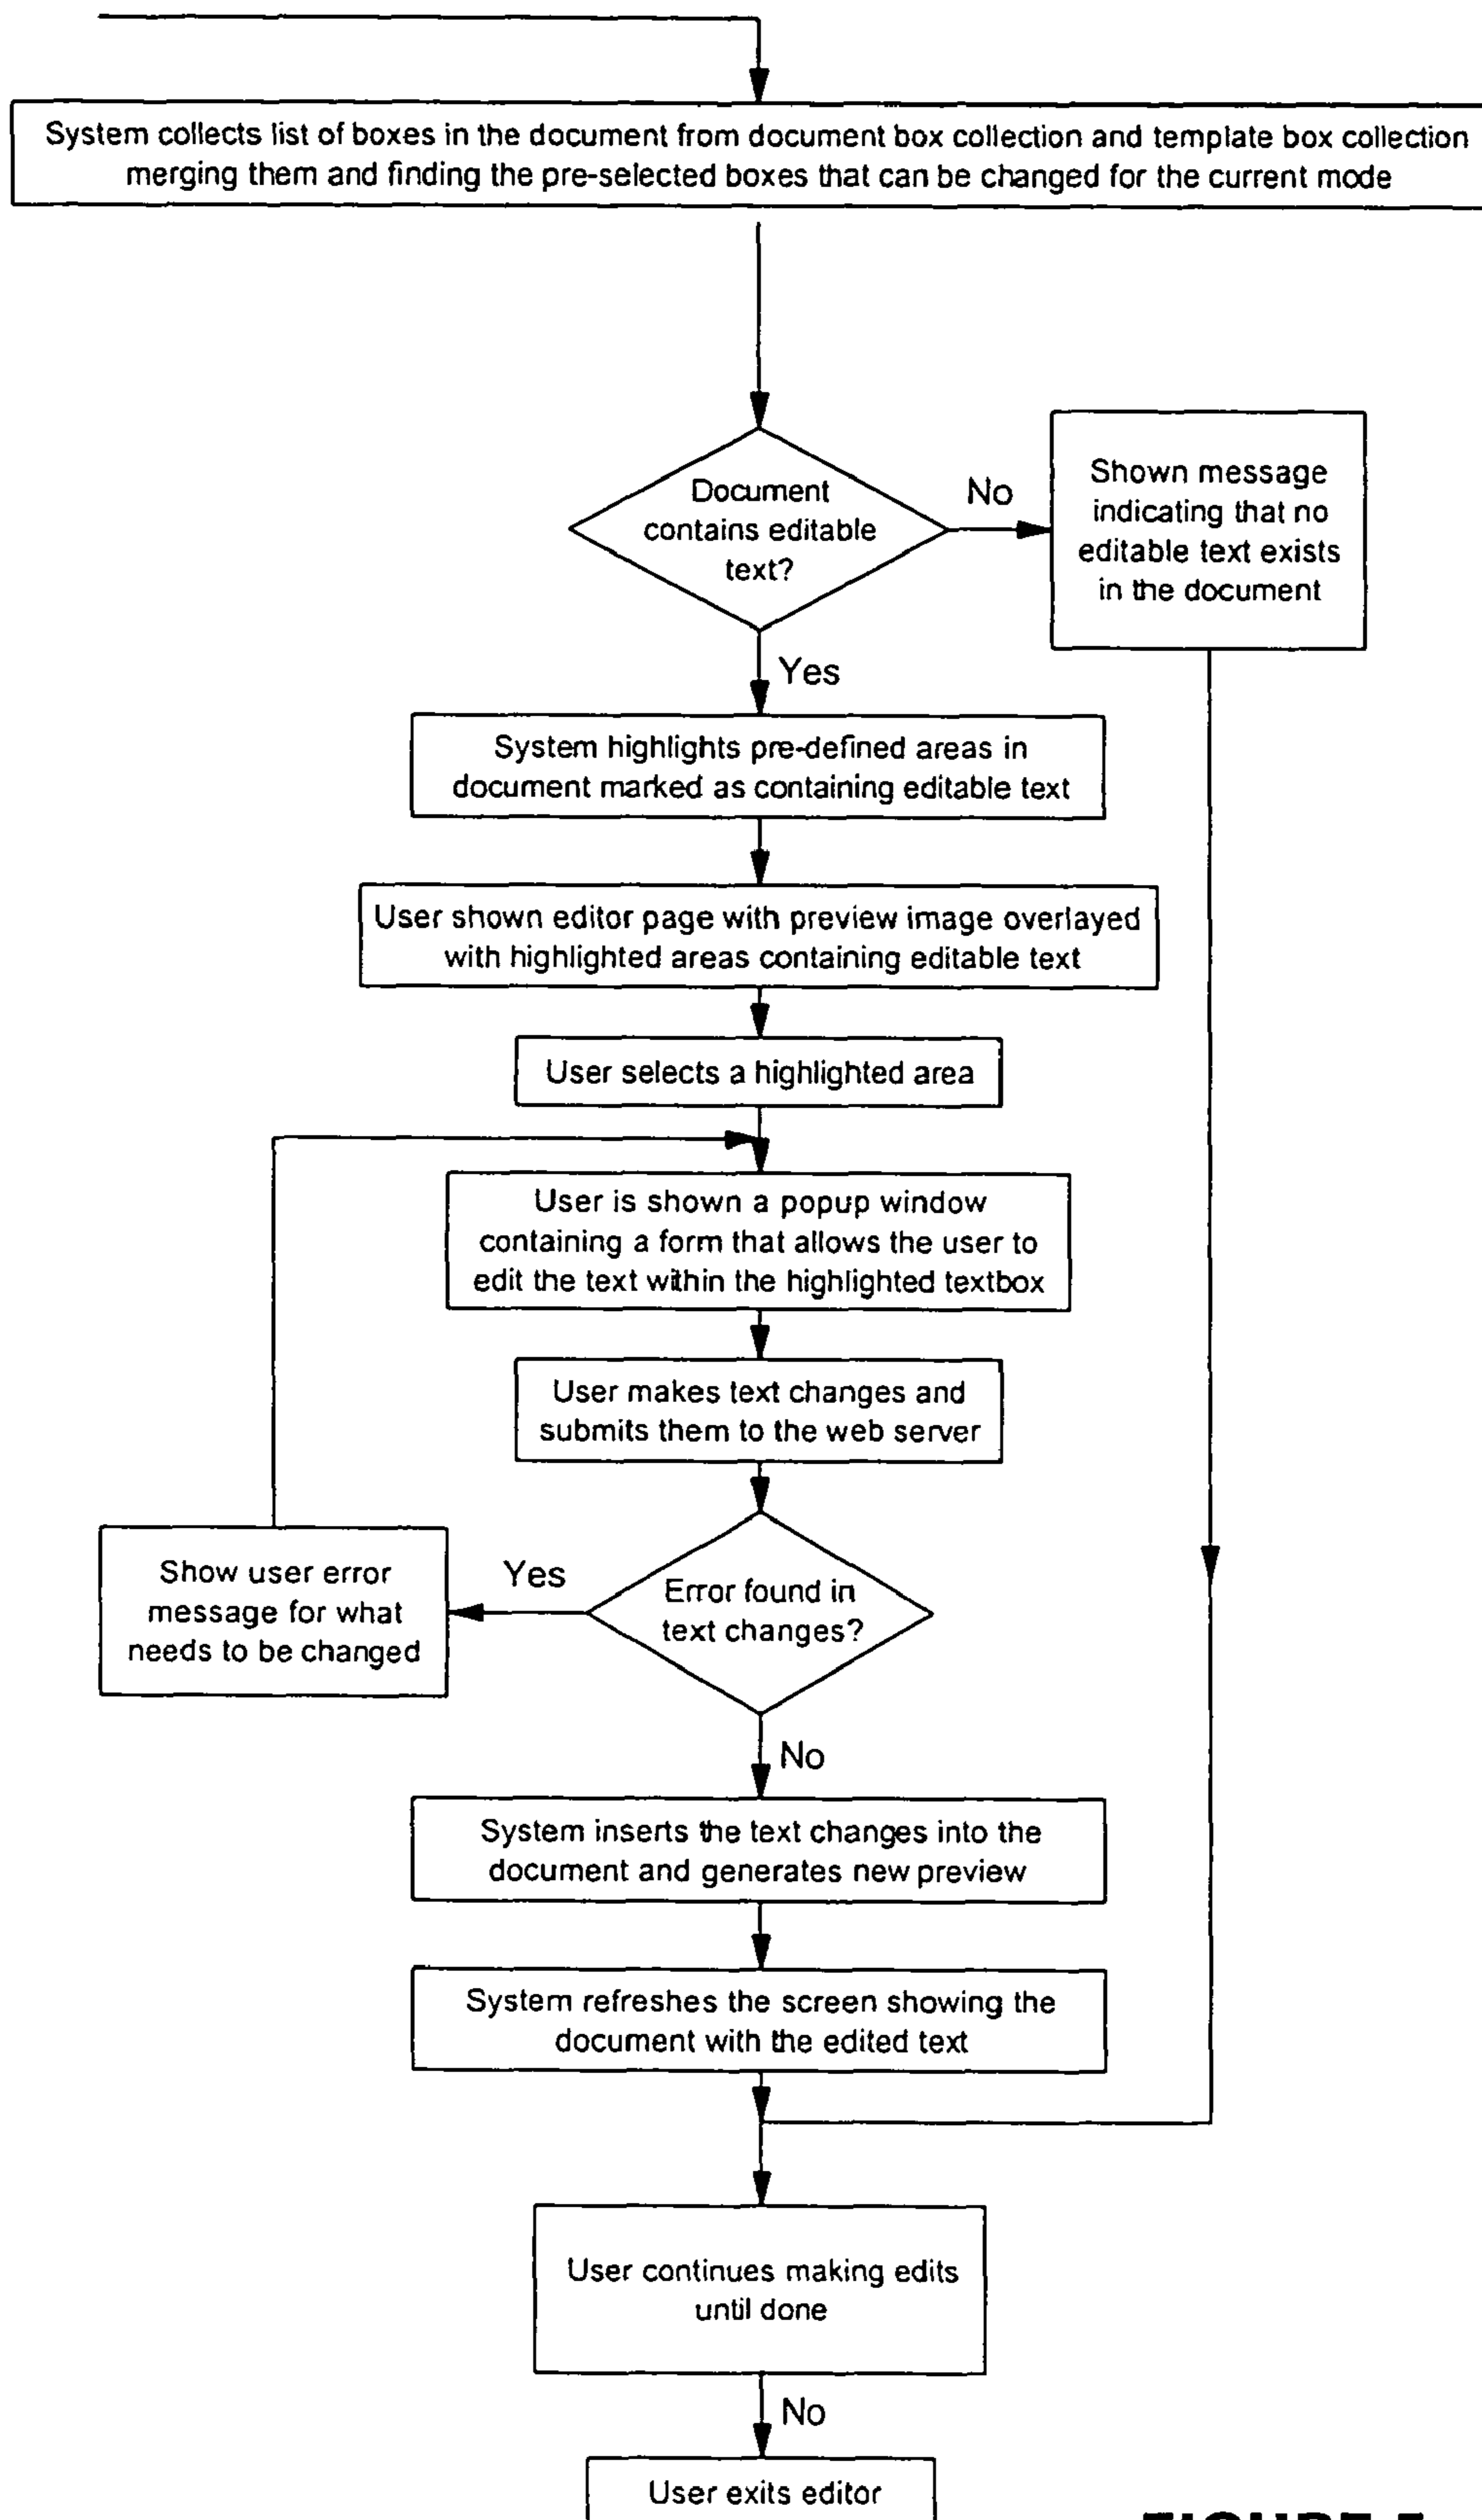 System collects list of boxes in the document from document box collection and template box collection
merging them and finding the pre-selected boxes that can be changed for the current mode
Document
contains editable
text?
No
Shown message
indicating that no
editable text exists
in the document
Yes
System highlights pre-defined areas in
document marked as containing editable text
User shown editor page with preview image overlayed
with highlighted areas containing editable text
User selects a highlighted area
User is shown a popup window
containing a form that allows the user to
edit the text within the highlighted textbox
User makes text changes and
submits them to the web server
Error found in
text changes?
Yes
Show user error
message for what
needs to be changed
No
System inserts the text changes into the
document and generates new preview
System refreshes the screen showing the
document with the edited text
User continues making edits
until done
No
User exits editor